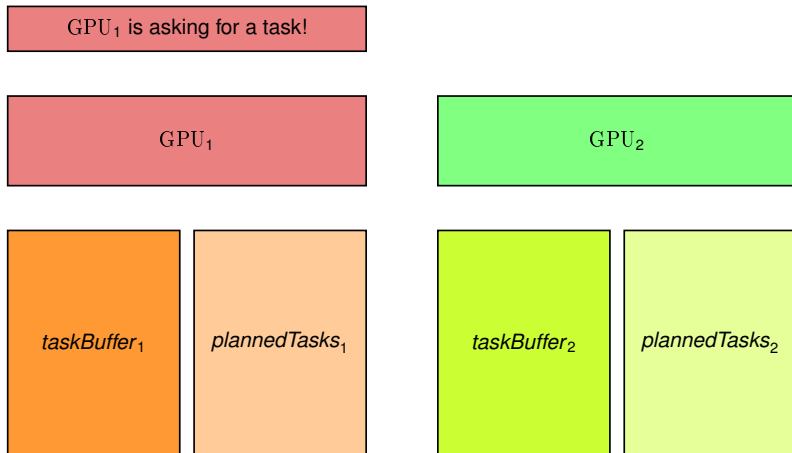 GPU₁ is asking for a task!
GPU₁
GPU₂
taskBuffer₁
plannedTasks₁
taskBuffer₂
plannedTasks₂